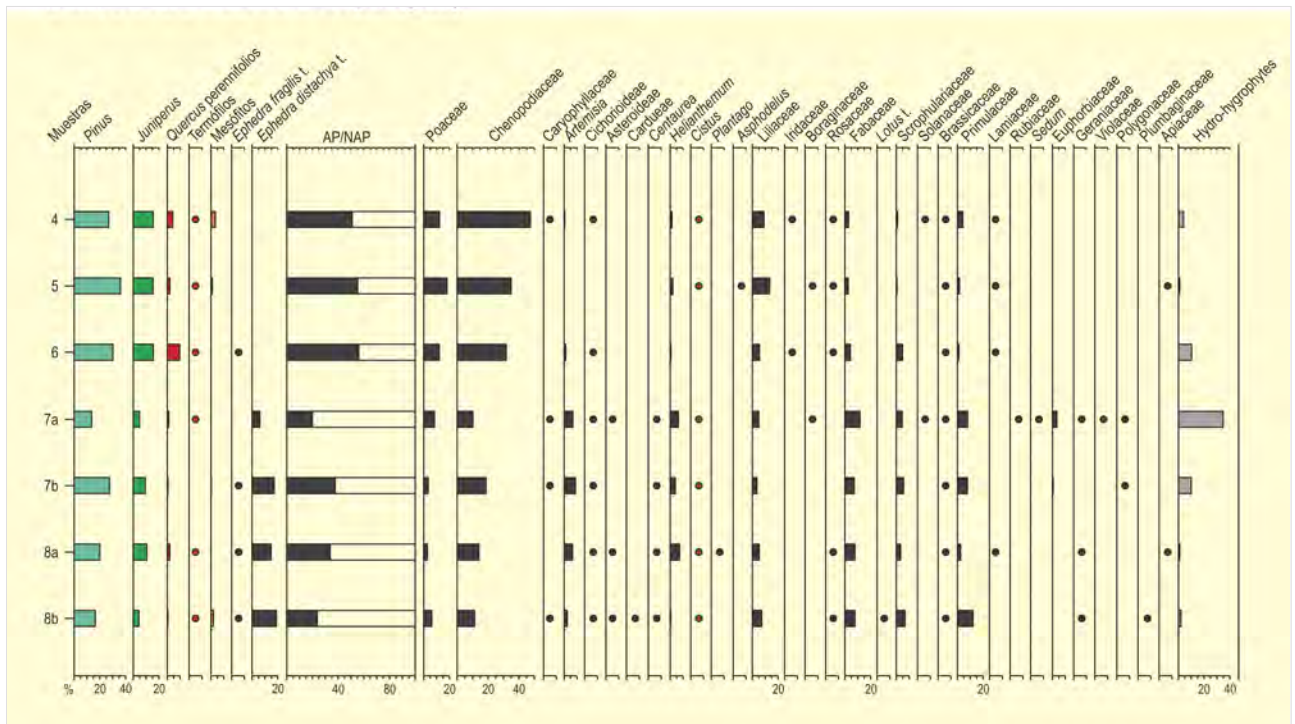 Muestras
Pinus
Juniperus
Quercus perennifolios
Termófilos
Mesófitos
Ephedra fragilis t.
Ephedra distachya t.
AP/NAP
Poaceae
Chenopodiaceae
Caryophyllaceae
Artemisia
Cichorioideae
Asteroideae
Cardueae
Centaurea
Helianthemum
Cistus
Plantago
Asphodelus
Liliaceae
Iridaceae
Boraginaceae
Rosaceae
Fabaceae
Lotus t.
Scrophulariaceae
Solanaceae
Brassicaceae
Primulaceae
Lamiaceae
Rubiaceae
Sedum
Euphorbiaceae
Geraniaceae
Violaceae
Polygonaceae
Plumbaginaceae
Apiaceae
Hydro-hygrophytes
4
5
6
7a
7b
8a
8b
% 20 40 20 20 40 80 20 20 40 20 20 20 20 40